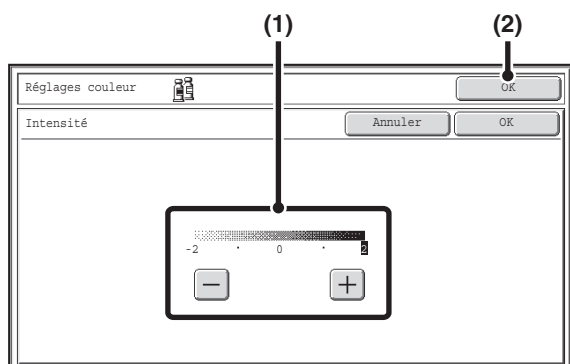 (1) (2)
Réglages couleur OK
Intensité Annuler OK
-2 · 0 · 2
− +